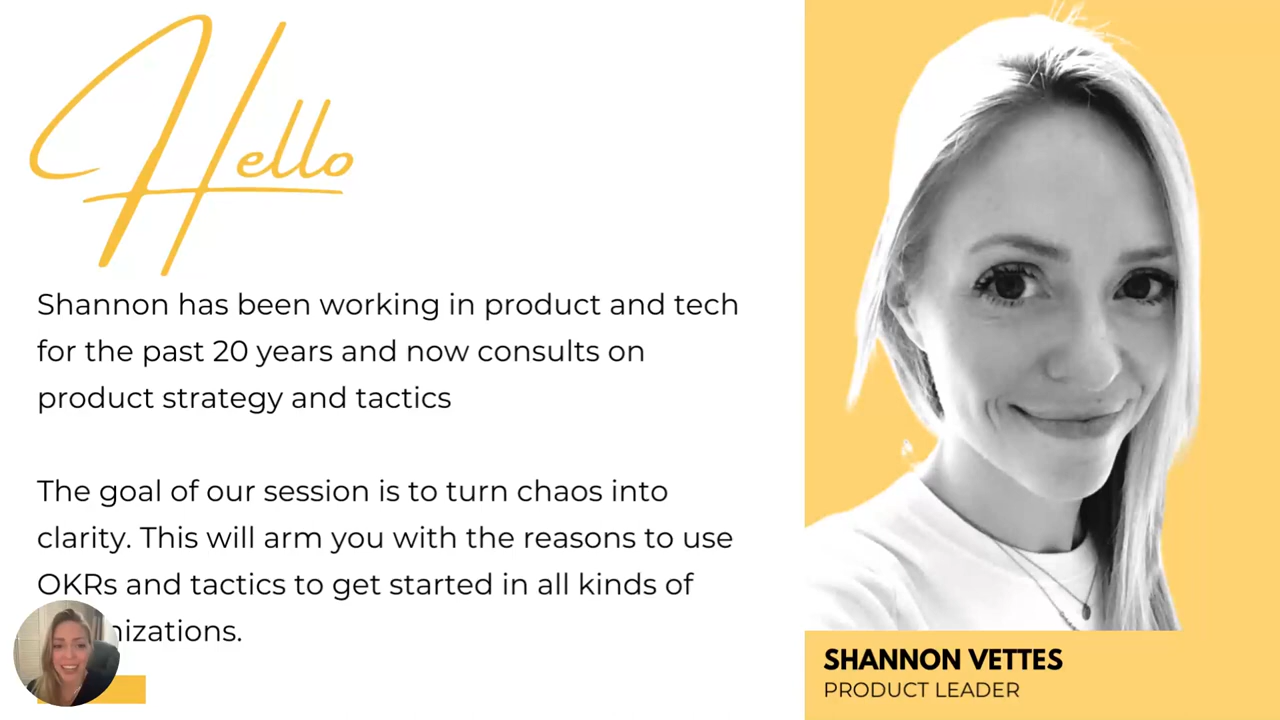 Hello
Shannon has been working in product and tech
for the past 20 years and now consults on
product strategy and tactics
The goal of our session is to turn chaos into
clarity. This will arm you with the reasons to use
OKRs and tactics to get started in all kinds of
nizations.
SHANNON VETTES
PRODUCT LEADER